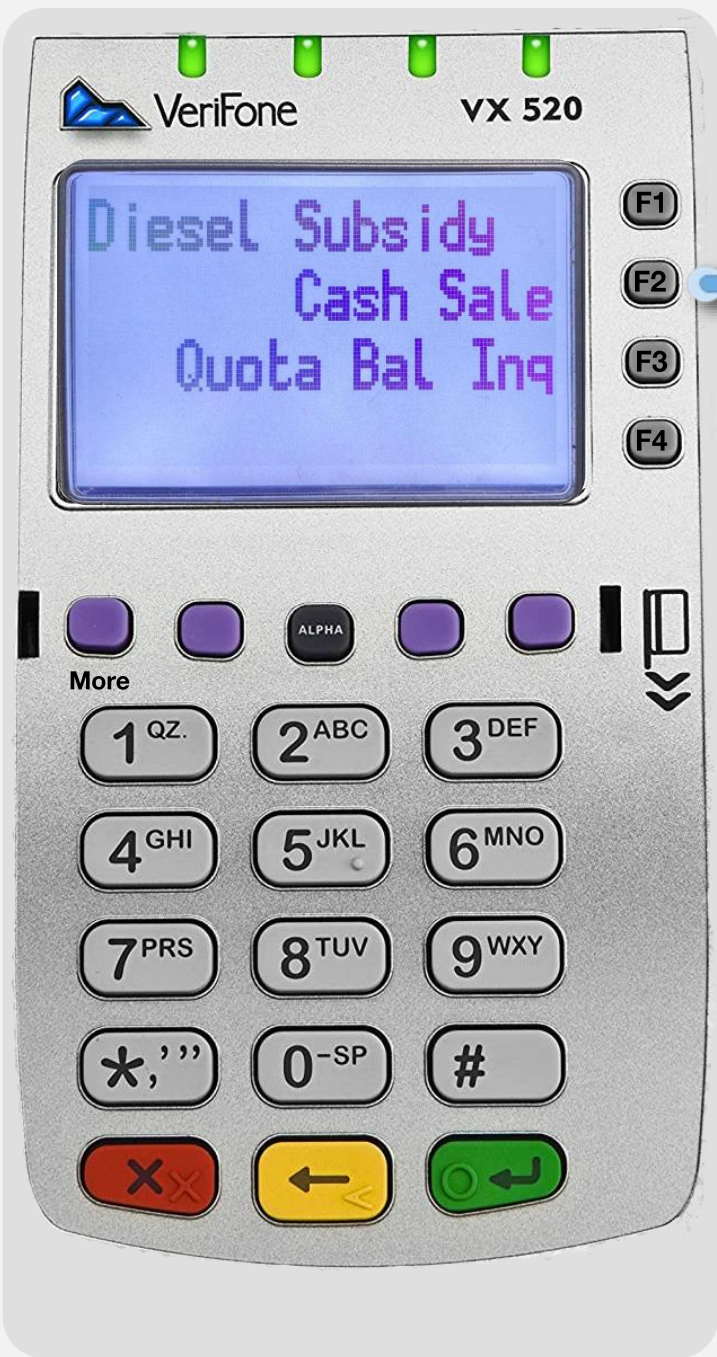 VeriFone VX 520
Diesel Subsidy
Cash Sale
Quota Bal Inq
F1
F2
F3
F4
ALPHA
More
1 QZ. 2 ABC 3 DEF
4 GHI 5 JKL 6 MNO
7 PRS 8 TUV 9 WXY
*,'" 0 -SP #